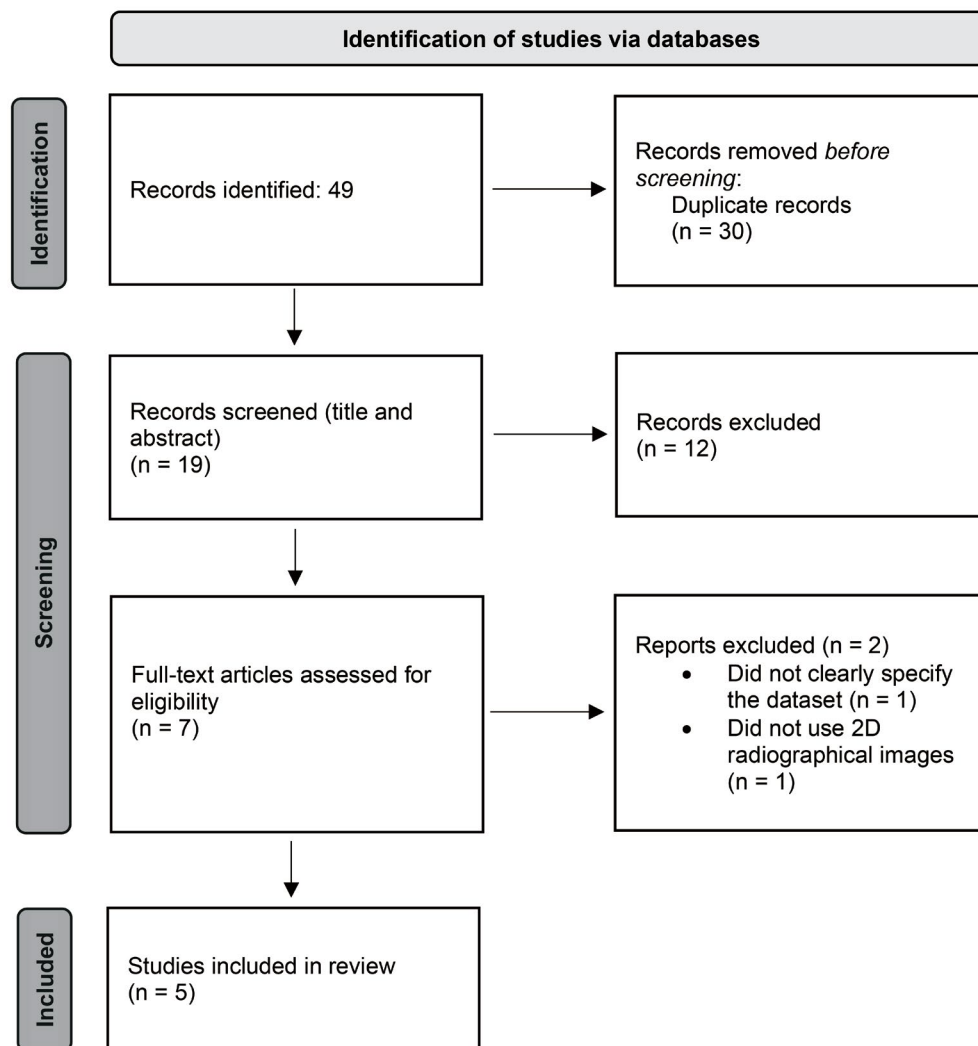 Identification of studies via databases
Identification
Records identified: 49
Records removed before
screening:
Duplicate records
(n = 30)
Screening
Records screened (title and
abstract)
(n = 19)
Records excluded
(n = 12)
Full-text articles assessed for
eligibility
(n = 7)
Reports excluded (n = 2)
• Did not clearly specify
the dataset (n = 1)
• Did not use 2D
radiographical images
(n = 1)
Included
Studies included in review
(n = 5)